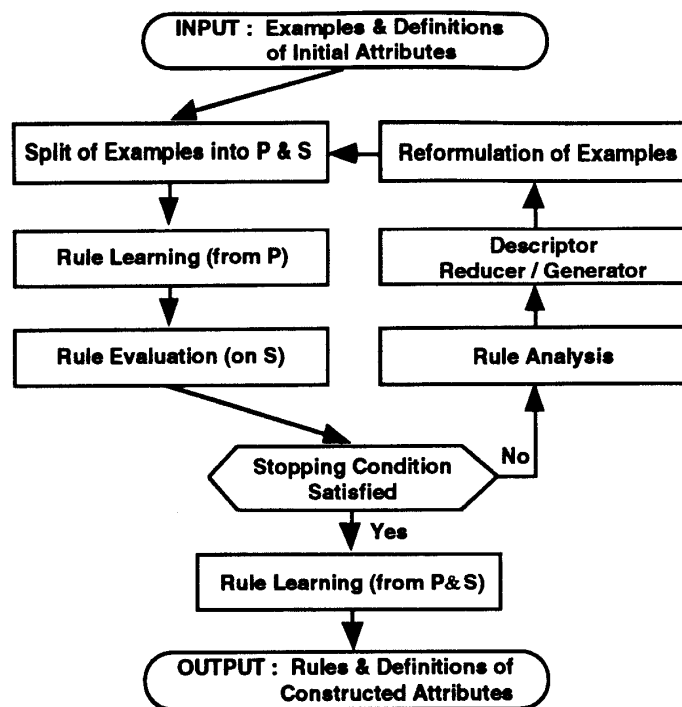 INPUT : Examples & Definitions
of Initial Attributes
Split of Examples into P & S
Reformulation of Examples
Rule Learning (from P)
Descriptor
Reducer / Generator
Rule Evaluation (on S)
Rule Analysis
Stopping Condition
Satisfied
No
Yes
Rule Learning (from P&S)
OUTPUT : Rules & Definitions of
Constructed Attributes